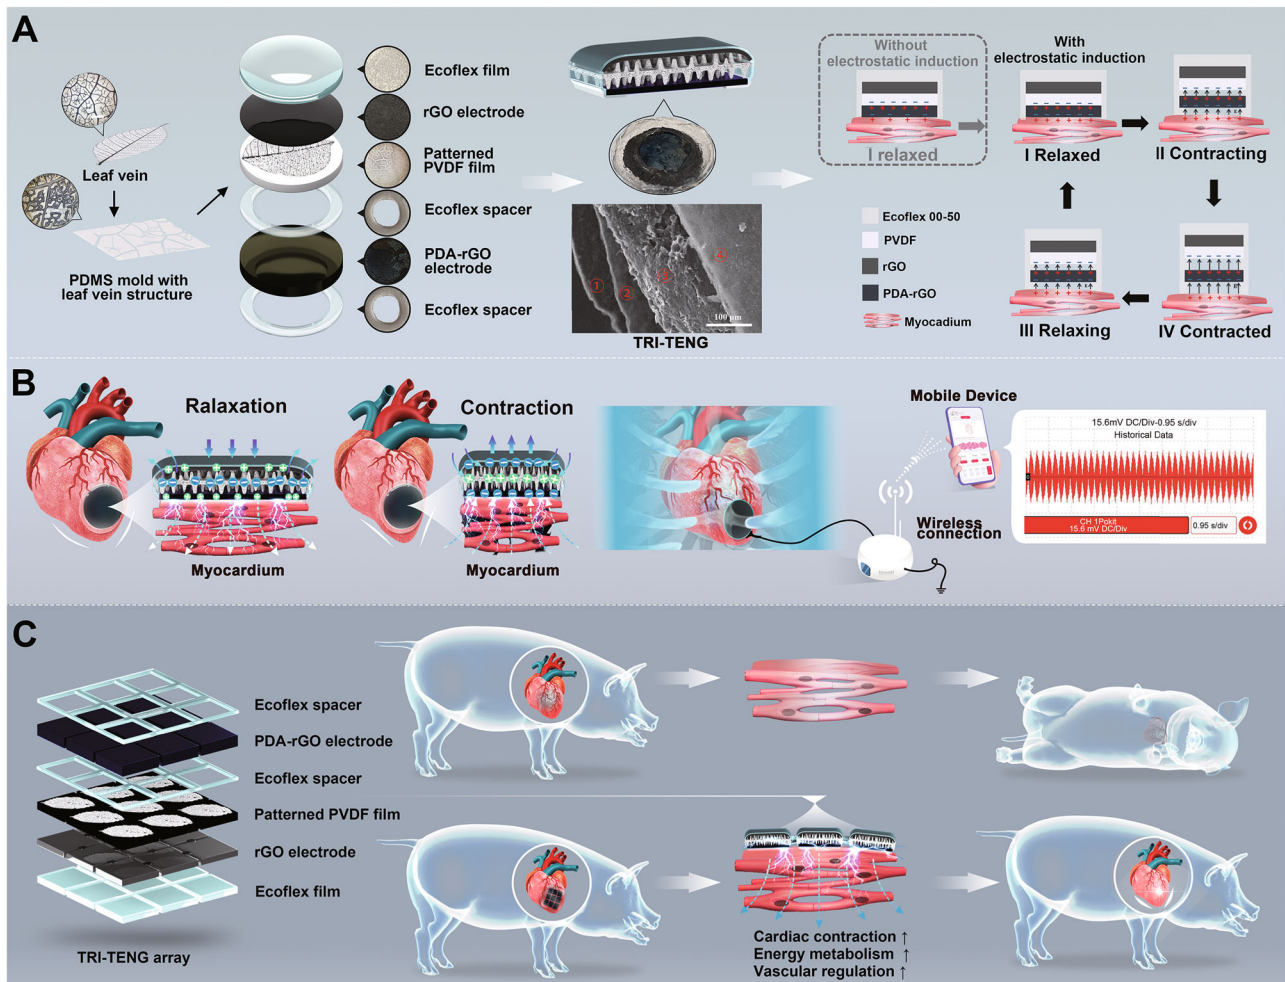 A
Leaf vein
PDMS mold with
leaf vein structure
Ecoflex film
rGO electrode
Patterned
PVDF film
Ecoflex spacer
PDA-rGO
electrode
Ecoflex spacer
① ② ③ ④
100 μm
TRI-TENG
Without
electrostatic induction
I relaxed
With
electrostatic induction
I Relaxed
II Contracting
III Relaxing
IV Contracted
Ecoflex 00-50
PVDF
rGO
PDA-rGO
Myocadium
B
Ralaxation
Myocardium
Contraction
Myocardium
Mobile Device
Wireless
connection
15.6mV DC/Div-0.95 s/div
Historical Data
CH 1Pokit
15.6 mV DC/Div
0.95 s/div
C
Ecoflex spacer
PDA-rGO electrode
Ecoflex spacer
Patterned PVDF film
rGO electrode
Ecoflex film
TRI-TENG array
Cardiac contraction ↑
Energy metabolism ↑
Vascular regulation ↑